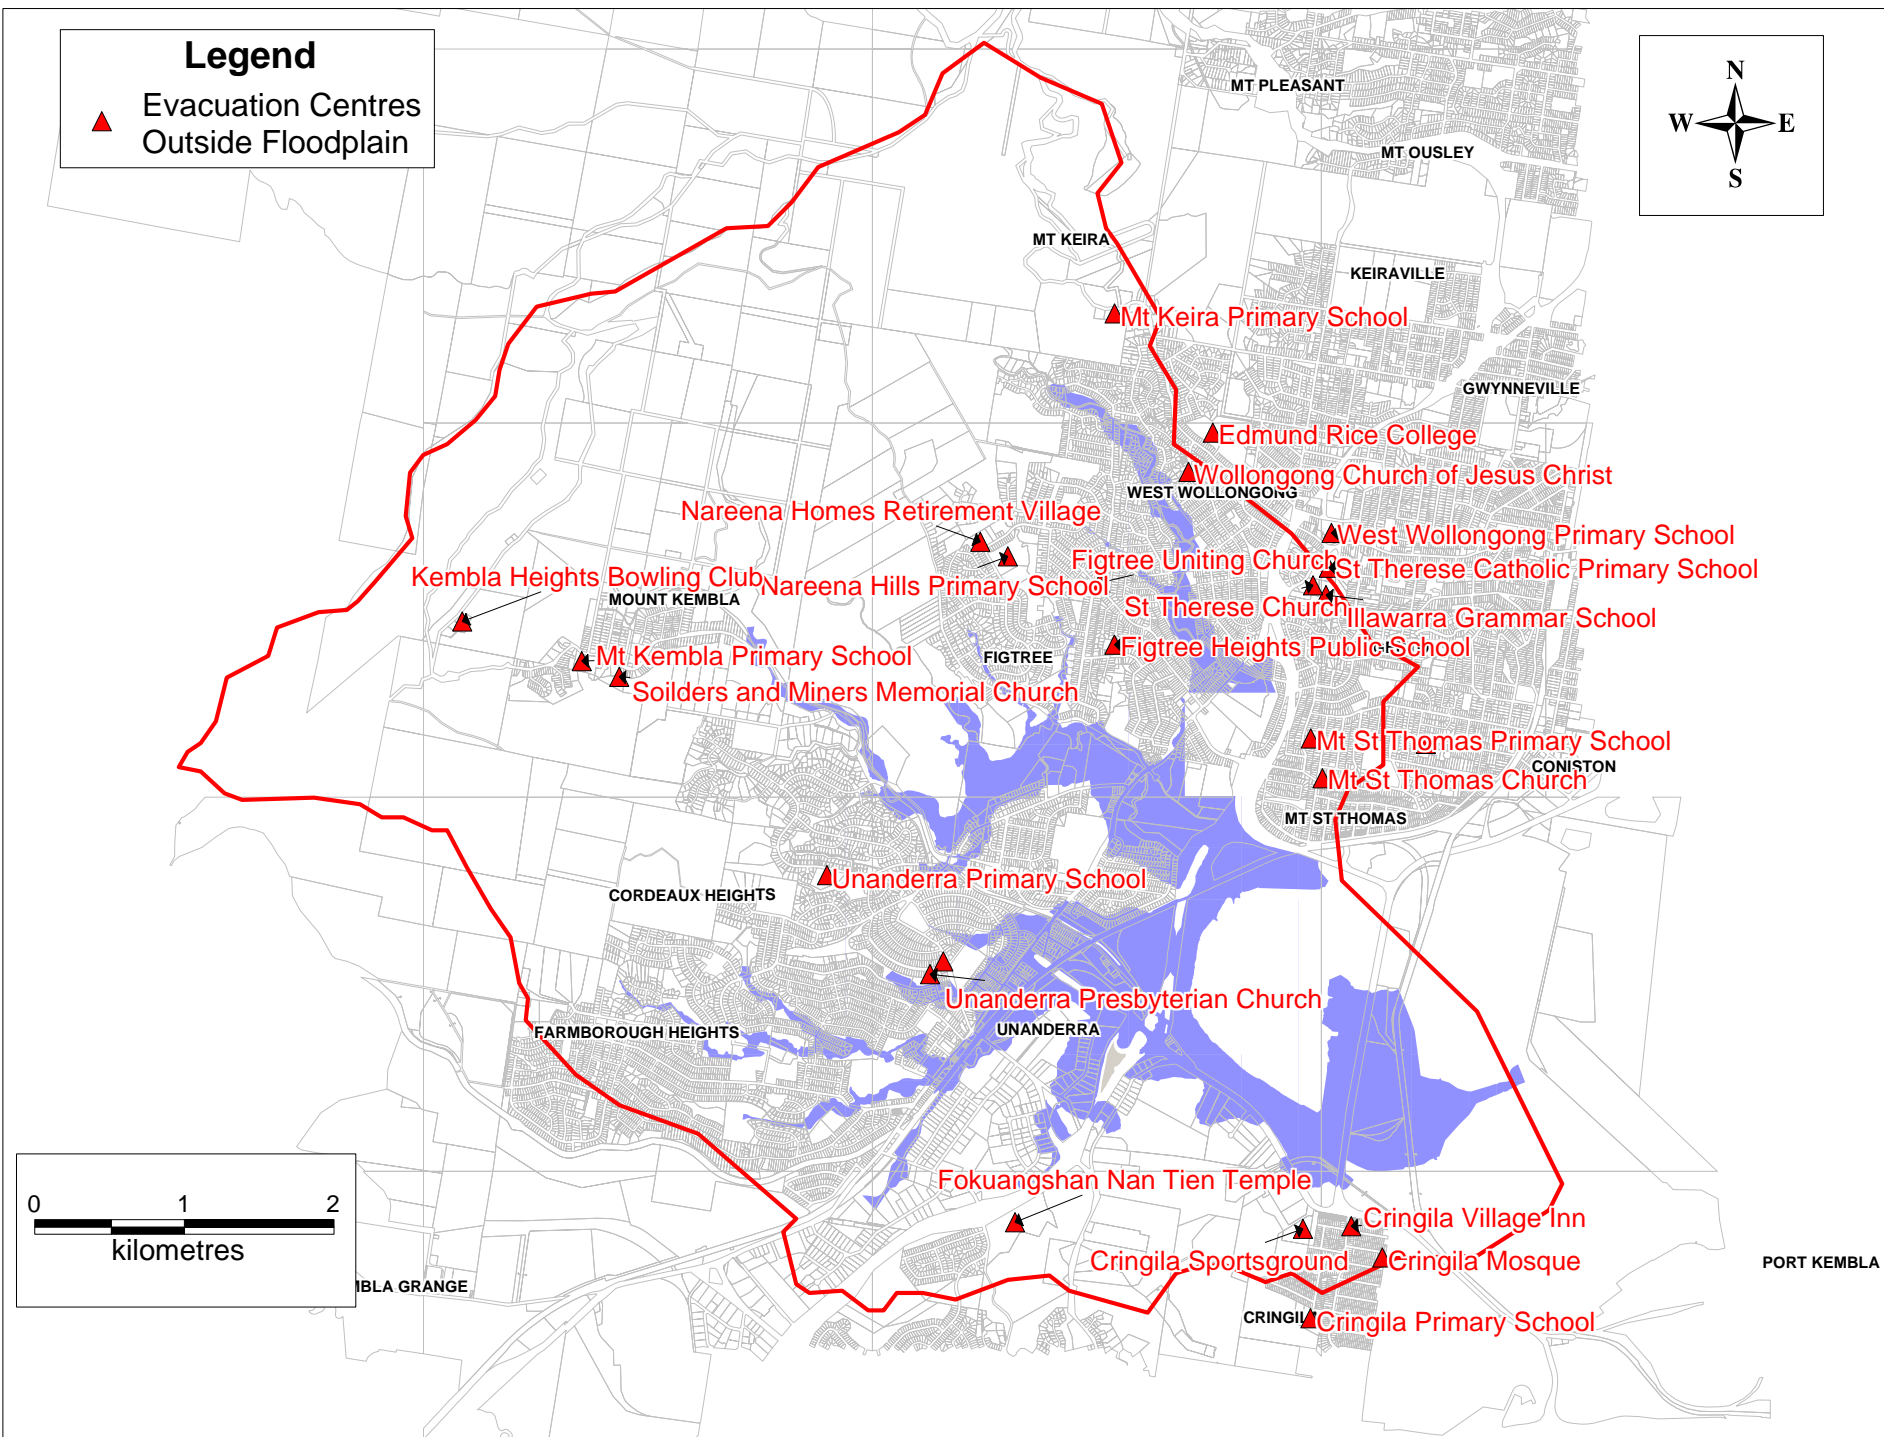 Legend
Evacuation Centres
Outside Floodplain
N
W E
S
MT PLEASANT
MT OUSLEY
MT KEIRA
KEIRAVILLE
Mt Keira Primary School
GWYNNEVILLE
Edmund Rice College
Wollongong Church of Jesus Christ
WEST WOLLONGONG
Nareena Homes Retirement Village
West Wollongong Primary School
Figtree Uniting Church
St Therese Catholic Primary School
Kembla Heights Bowling Club
Nareena Hills Primary School
MOUNT KEMBLA
St Therese Church
Illawarra Grammar School
Figtree Heights Public School
Mt Kembla Primary School
FIGTREE
Soilders and Miners Memorial Church
Mt St Thomas Primary School
CONISTON
Mt St Thomas Church
MT ST THOMAS
Unanderra Primary School
CORDEAUX HEIGHTS
Unanderra Presbyterian Church
FARMBOROUGH HEIGHTS
UNANDERRA
Fokuangshan Nan Tien Temple
0 1 2
kilometres
Cringila Village Inn
Cringila Sportsground
Cringila Mosque
PORT KEMBLA
MBLA GRANGE
CRINGIL
Cringila Primary School